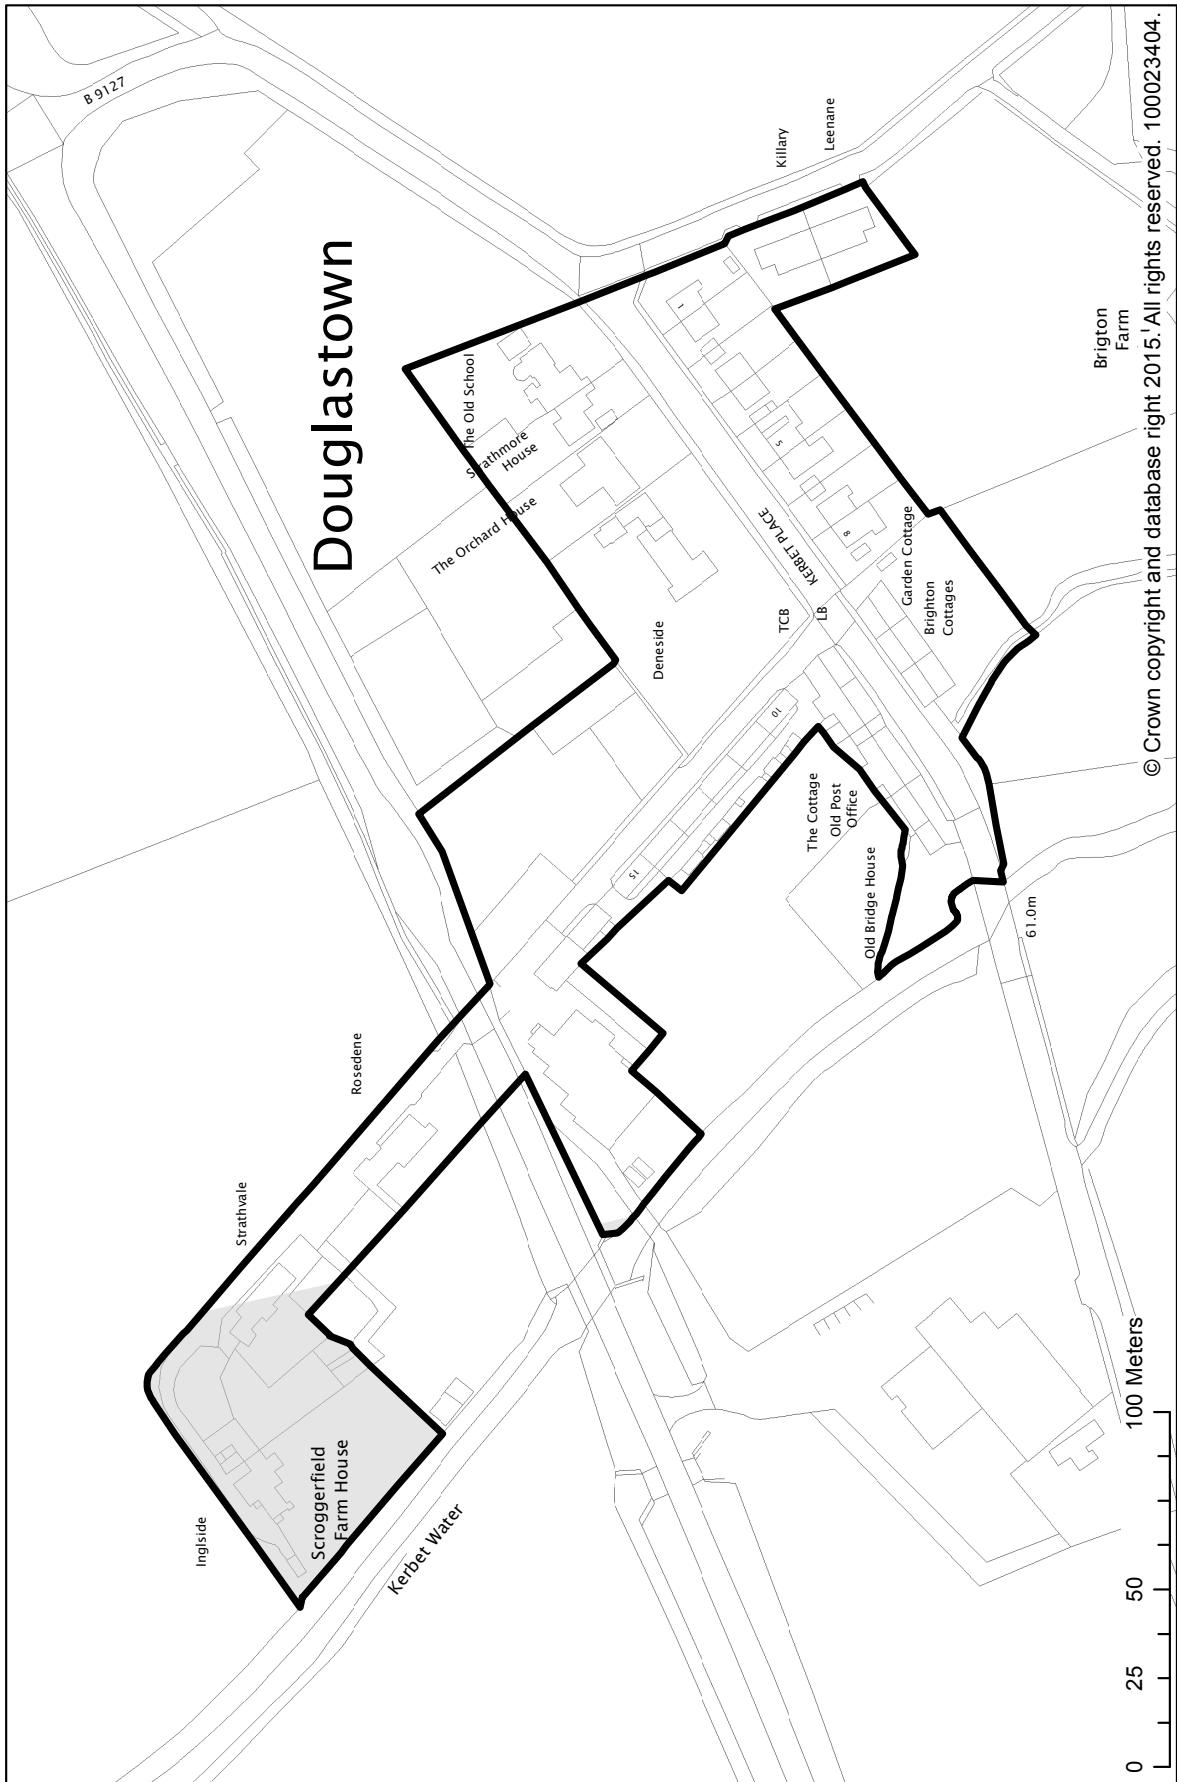 Douglastown
B 9127
Killary
Leenane
The Old School
Strathmore
House
The Orchard House
1
5
8
KERBET PLACE
Garden Cottage
Brighton
Cottages
TCB
LB
Deneside
10
15
The Cottage
Old Post
Office
Old Bridge House
61.0m
Brigton
Farm
Rosedene
Strathvale
Inglside
Scroggerfield
Farm House
Kerbet Water
0 25 50 100 Meters
© Crown copyright and database right 2015. All rights reserved. 100023404.